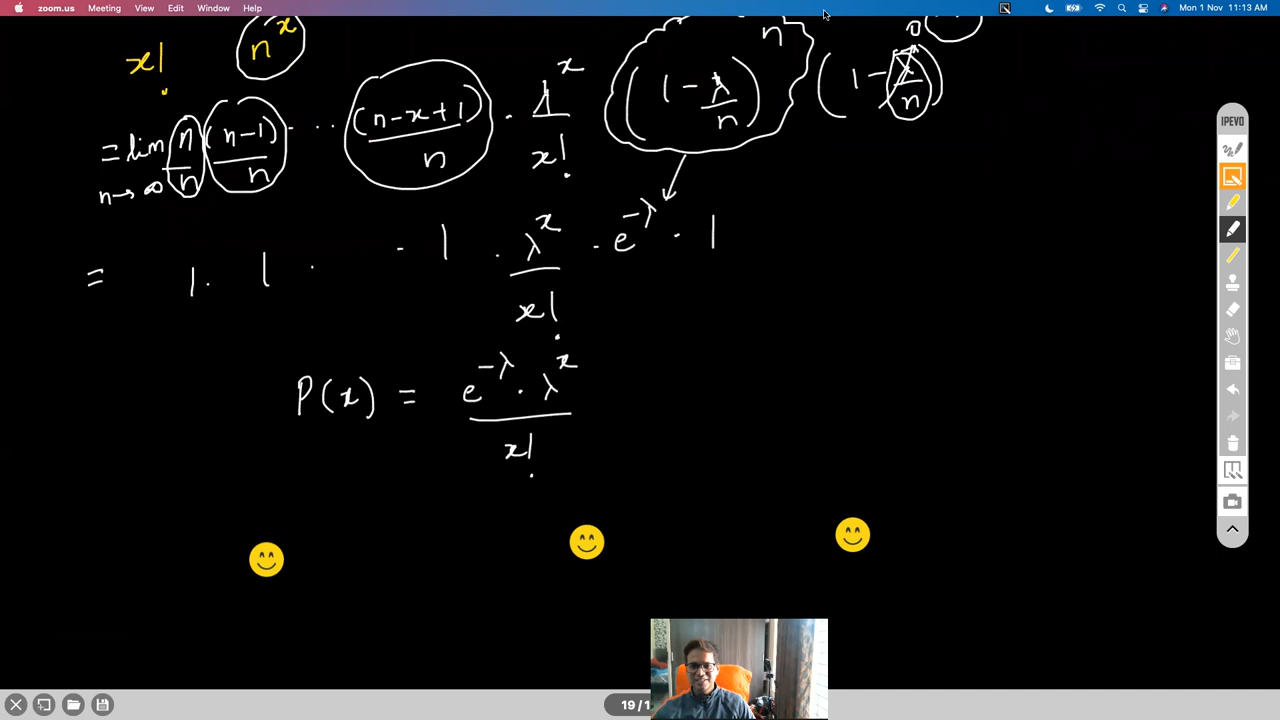 zoom.us Meeting View Edit Window Help Mon 1 Nov 11:13 AM
x! n^x
= lim n→∞ n/n (n-1)/n · ·· (n-x+1)/n · λ^x/x! (1-λ/n)^n (1-λ/n)
0
IPEVO
= 1. 1 · · 1 · λ^x/x! · e^-λ · 1
P(x) = e^-λ · λ^x/x!
19/1